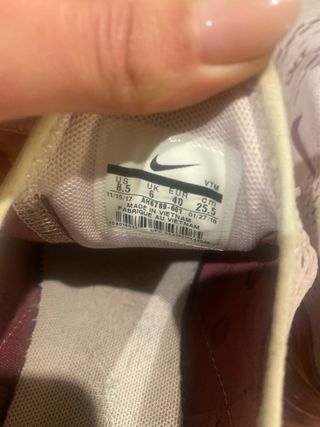 VTM
US UK EUR cm
8.5 6 40 25.5
11/15/17 AH6789-601 01/27/18
MADE IN VIETNAM
FABRIQUE AU VIETNAM